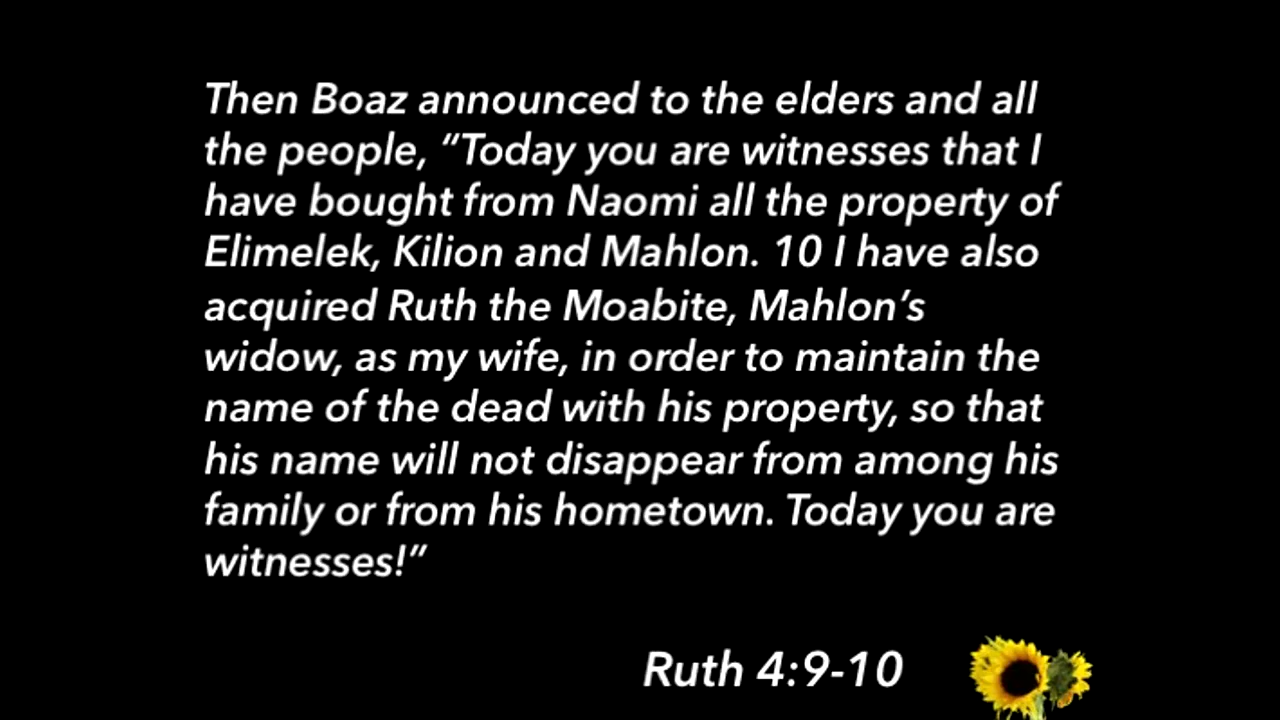 Then Boaz announced to the elders and all
the people, “Today you are witnesses that I
have bought from Naomi all the property of
Elimelek, Kilion and Mahlon. 10 I have also
acquired Ruth the Moabite, Mahlon’s
widow, as my wife, in order to maintain the
name of the dead with his property, so that
his name will not disappear from among his
family or from his hometown. Today you are
witnesses!”
Ruth 4:9-10